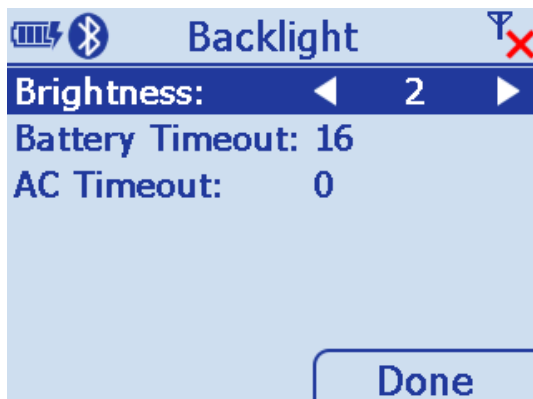 Backlight
Brightness: 2
Battery Timeout: 16
AC Timeout: 0
Done